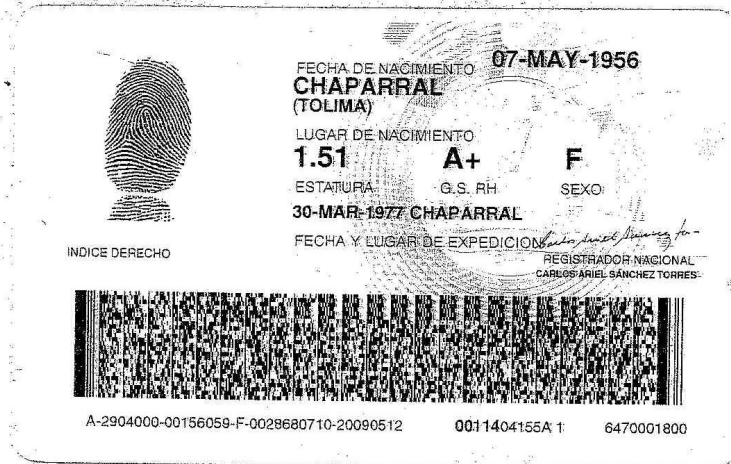 FECHA DE NACIMIENTO 07-MAY-1956
CHAPARRAL
(TOLIMA)
LUGAR DE NACIMIENTO
1.51 A+ F
ESTATURA G.S. RH SEXO
30-MAR-1977 CHAPARRAL
FECHA Y LUGAR DE EXPEDICION
INDICE DERECHO
REGISTRADOR NACIONAL
CARLOS ARIEL SÁNCHEZ TORRES
A-2904000-00156059-F-0028680710-20090512 0011404155A 1 6470001800